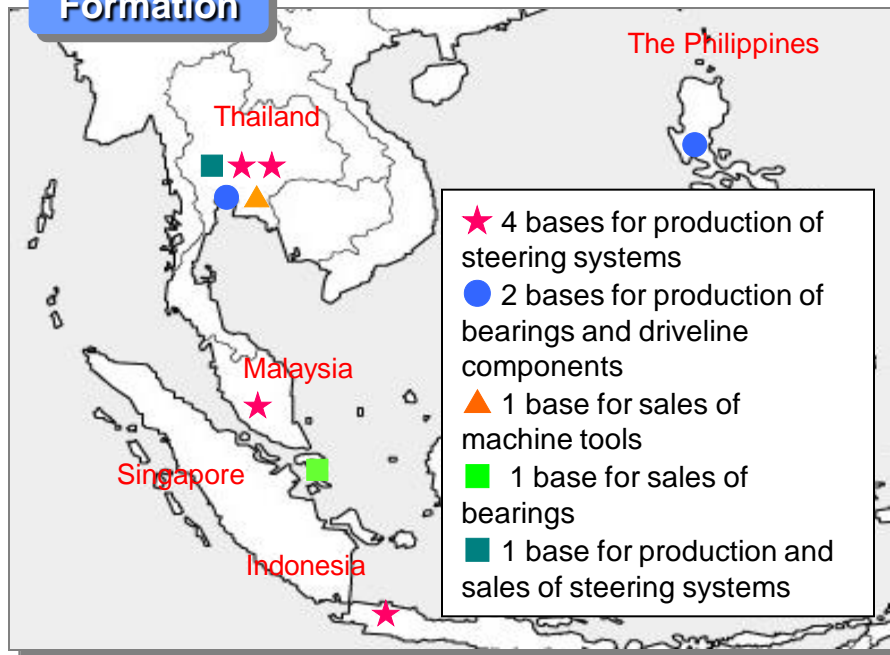 Formation
The Philippines
Thailand
4 bases for production of
steering systems
2 bases for production of
bearings and driveline
components
Malaysia
1 base for sales of
machine tools
Singapore
1 base for sales of
bearings
Indonesia
1 base for production and
sales of steering systems